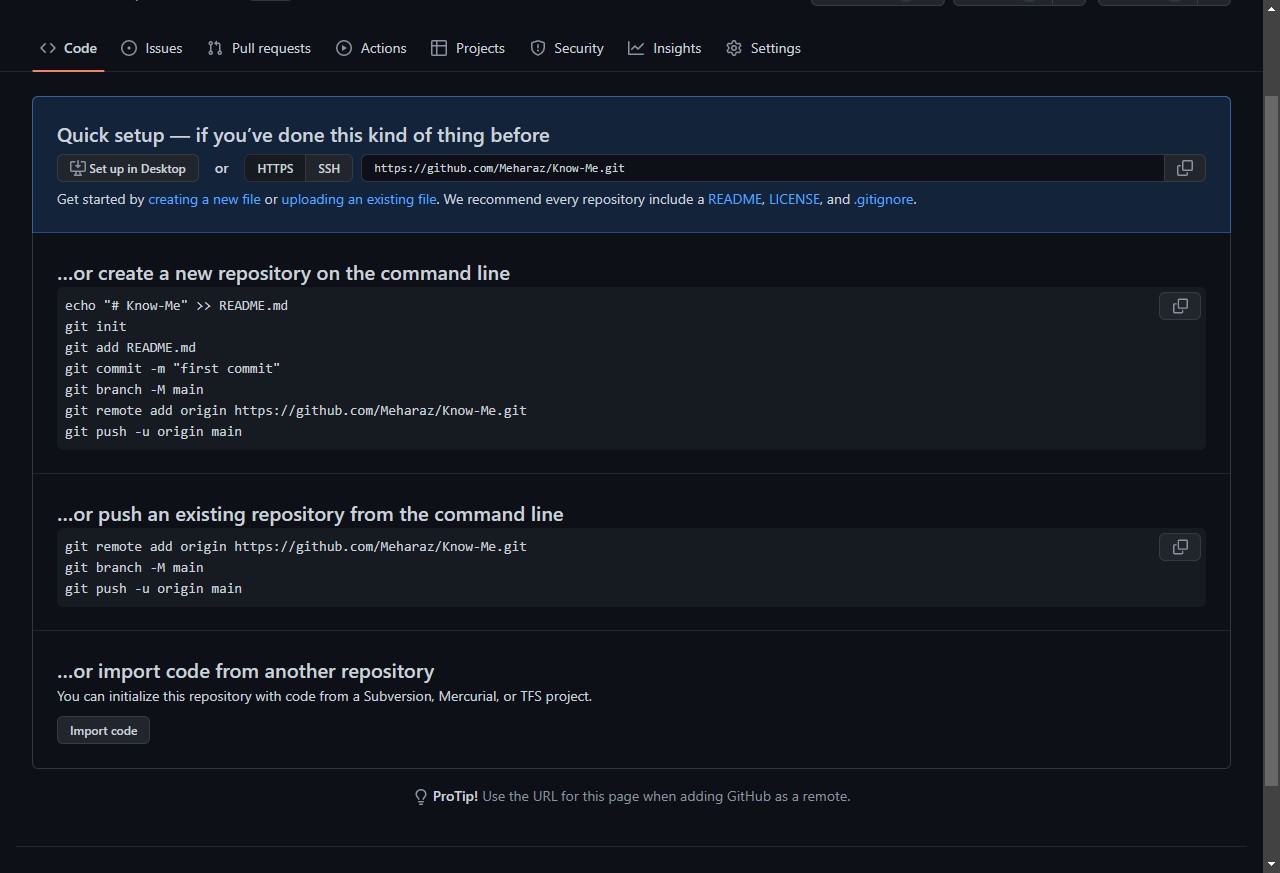 Code Issues Pull requests Actions Projects Security Insights Settings
Quick setup — if you’ve done this kind of thing before
Set up in Desktop or HTTPS SSH https://github.com/Meharaz/Know-Me.git
Get started by creating a new file or uploading an existing file. We recommend every repository include a README, LICENSE, and .gitignore.
…or create a new repository on the command line
echo "# Know-Me" >> README.md
git init
git add README.md
git commit -m "first commit"
git branch -M main
git remote add origin https://github.com/Meharaz/Know-Me.git
git push -u origin main
…or push an existing repository from the command line
git remote add origin https://github.com/Meharaz/Know-Me.git
git branch -M main
git push -u origin main
…or import code from another repository
You can initialize this repository with code from a Subversion, Mercurial, or TFS project.
Import code
ProTip! Use the URL for this page when adding GitHub as a remote.